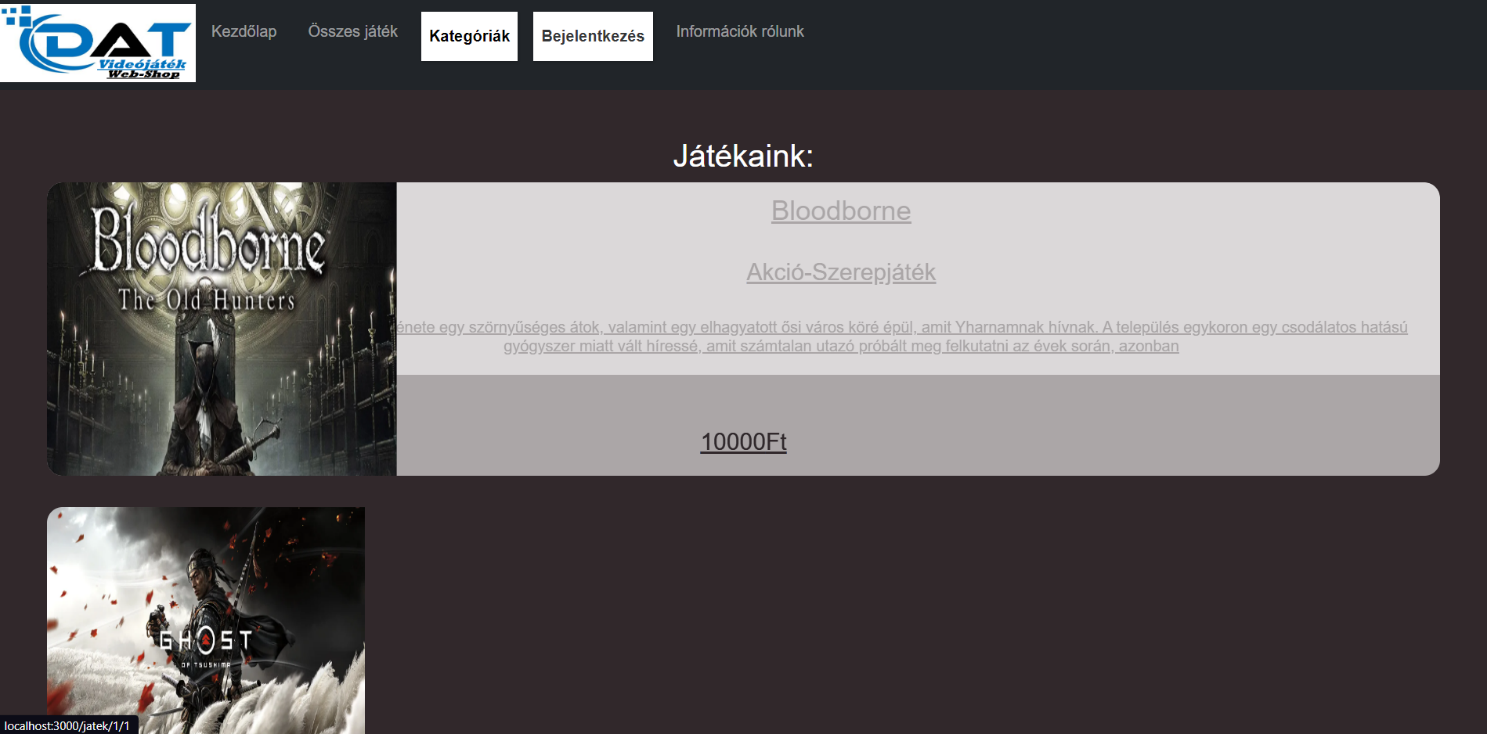 DAT
Videójáték
Web-Shop
Kezdőlap
Összes játék
Kategóriák
Bejelentkezés
Információk rólunk
Játékaink:
Bloodborne
The Old Hunters
Bloodborne
Akció-Szerepjáték
énete egy szörnyűséges átok, valamint egy elhagyatott ősi város köré épül, amit Yharnamnak hívnak. A település egykoron egy csodálatos hatású
gyógyszer miatt vált híressé, amit számtalan utazó próbált meg felkutatni az évek során, azonban
10000Ft
GHOST
OF TSUSHIMA
localhost:3000/jatek/1/1